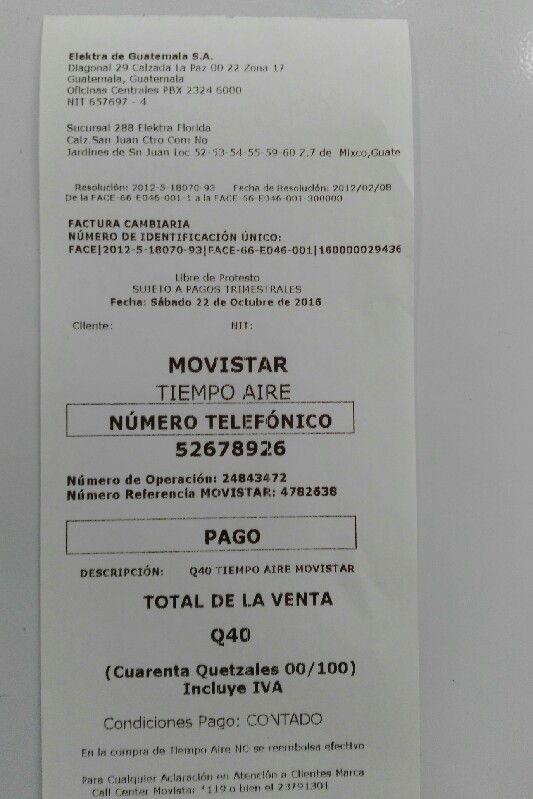 Elektra de Guatemala S.A.
Diagonal 29 Calzada La Paz 00 22 Zona 17
Guatemala, Guatemala
Oficinas Centrales PBX 2324 6000
NIT 657697 - 4
Sucursal 288 Elektra Florida
Calz San Juan Ctro Com No
Jardines de Sn Juan Loc 52-53-54-55-59-60 Z.7 de Mixco,Guate
Resolución: 2012-5-18070-93 Fecha de Resolución: 2012/02/08
De la FACE-66-E046-001-1 a la FACE-66-E046-001-300000
FACTURA CAMBIARIA
NÚMERO DE IDENTIFICACIÓN ÚNICO:
FACE|2012-5-18070-93|FACE-66-E046-001|160000029436
Libre de Protesto
SUJETO A PAGOS TRIMESTRALES
Fecha: Sábado 22 de Octubre de 2016
Cliente: NIT:
MOVISTAR
TIEMPO AIRE
NÚMERO TELEFÓNICO
52678926
Número de Operación: 24843472
Número Referencia MOVISTAR: 4782638
PAGO
DESCRIPCIÓN: Q40 TIEMPO AIRE MOVISTAR
TOTAL DE LA VENTA
Q40
(Cuarenta Quetzales 00/100)
Incluye IVA
Condiciones Pago: CONTADO
En la compra de Tiempo Aire NO se reembolsa efectivo
Para Cualquier Aclaración en Atención a Clientes Marca
Call Center Movistar *119 o bien el 23791301